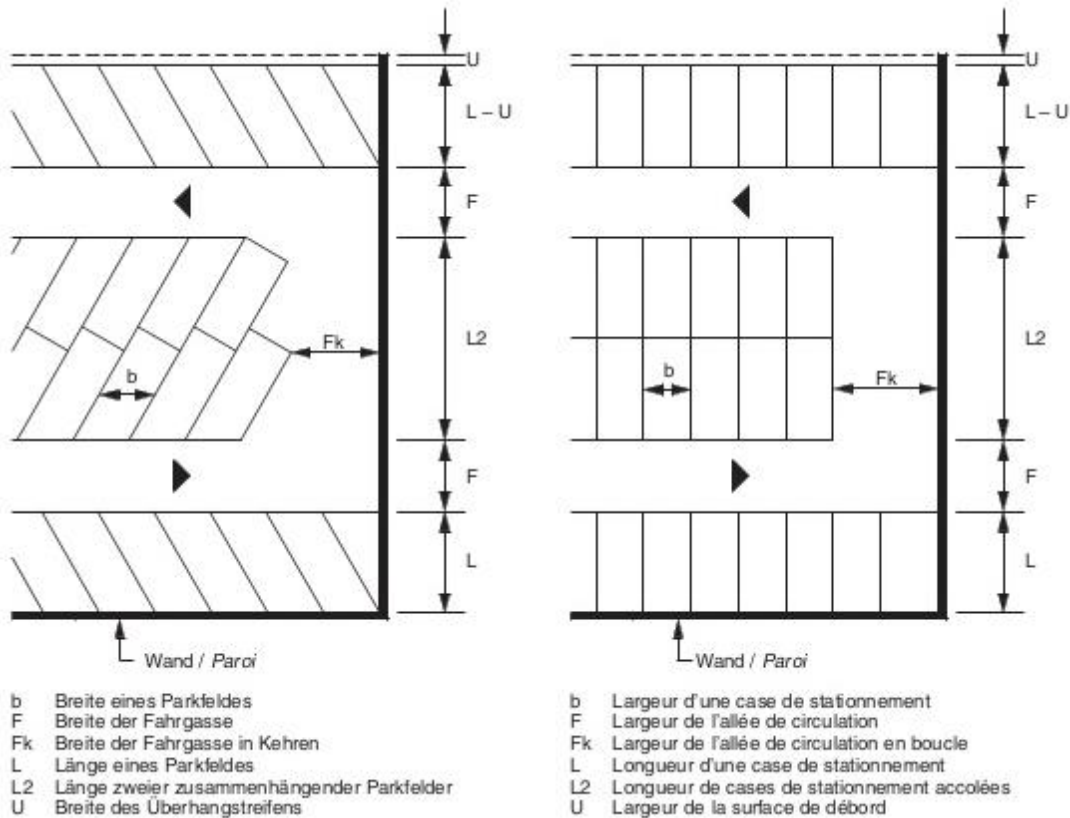 U
U
L – U
L – U
F
F
Fk
L2
b
Fk
L2
b
F
F
L
L
Wand / Paroi
Wand / Paroi
b Breite eines Parkfeldes
F Breite der Fahrgasse
Fk Breite der Fahrgasse in Kehren
L Länge eines Parkfeldes
L2 Länge zweier zusammenhängender Parkfelder
U Breite des Überhangstreifens
b Largeur d'une case de stationnement
F Largeur de l'allée de circulation
Fk Largeur de l'allée de circulation en boucle
L Longueur d'une case de stationnement
L2 Longueur de cases de stationnement accolées
U Largeur de la surface de débord